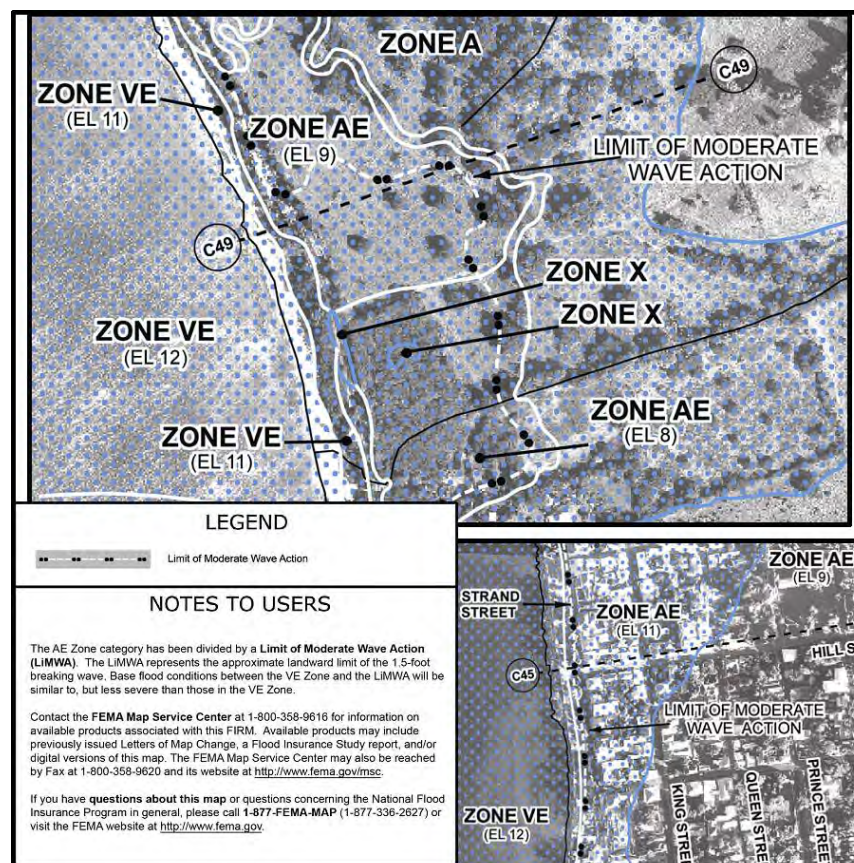 ZONE A
C49
ZONE VE
(EL 11)
ZONE AE
(EL 9)
LIMIT OF MODERATE
WAVE ACTION
C49
ZONE X
ZONE X
ZONE VE
(EL 12)
ZONE AE
(EL 8)
ZONE VE
(EL 11)
LEGEND
Limit of Moderate Wave Action
NOTES TO USERS
The AE Zone category has been divided by a Limit of Moderate Wave Action
(LiMWA). The LiMWA represents the approximate landward limit of the 1.5-foot
breaking wave. Base flood conditions between the VE Zone and the LiMWA will be
similar to, but less severe than those in the VE Zone.
Contact the FEMA Map Service Center at 1-800-358-9616 for information on
available products associated with this FIRM. Available products may include
previously issued Letters of Map Change, a Flood Insurance Study report, and/or
digital versions of this map. The FEMA Map Service Center may also be reached
by Fax at 1-800-358-9620 and its website at http://www.fema.gov/msc.
If you have questions about this map or questions concerning the National Flood
Insurance Program in general, please call 1-877-FEMA-MAP (1-877-336-2627) or
visit the FEMA website at http://www.fema.gov.
ZONE AE
(EL 9)
STRAND
STREET
ZONE AE
(EL 11)
HILL S
C45
LIMIT OF MODERATE
WAVE ACTION
ZONE VE
(EL 12)
KING STREE
QUEEN STRE
PRINCE STREE